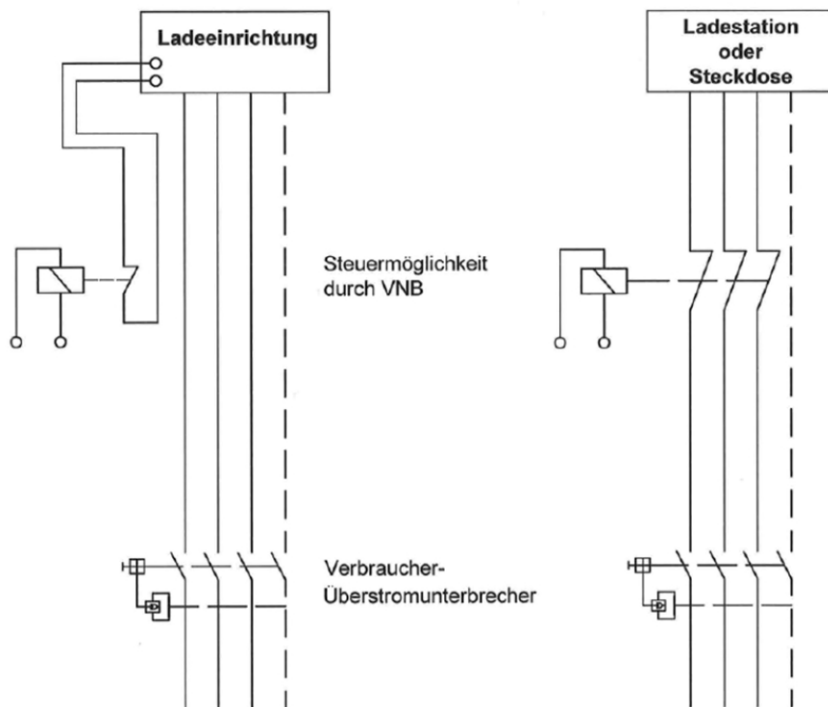 Ladeeinrichtung
Ladestation
oder
Steckdose
Steuermöglichkeit
durch VNB
Verbraucher-
Überstromunterbrecher